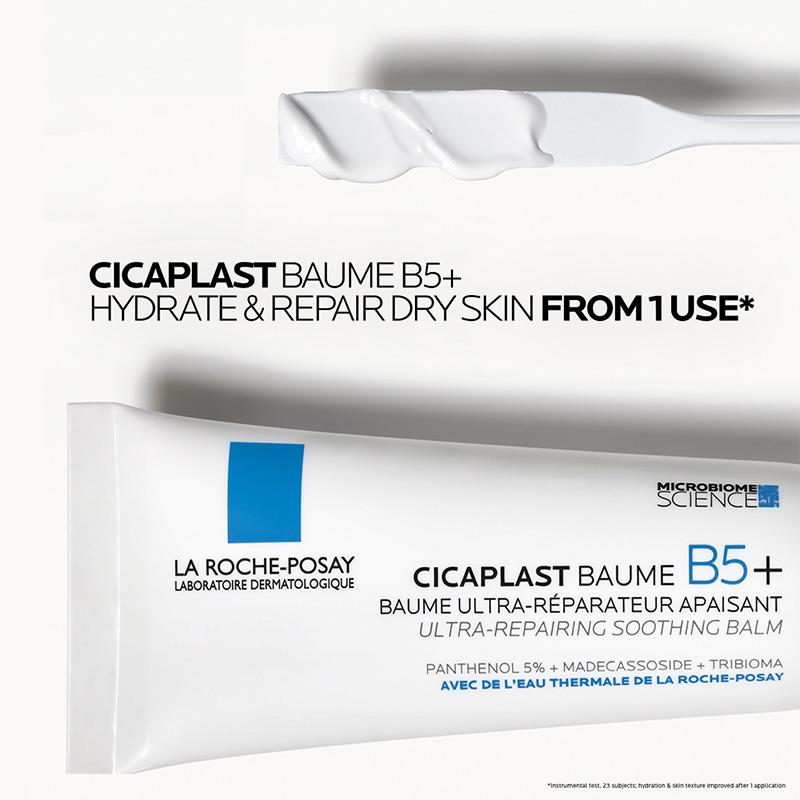 CICAPLAST BAUME B5+
HYDRATE & REPAIR DRY SKIN FROM 1 USE*
MICROBIOME
SCIENCE
LA ROCHE-POSAY
LABORATOIRE DERMATOLOGIQUE
CICAPLAST BAUME B5+
BAUME ULTRA-RÉPARATEUR APAISANT
ULTRA-REPAIRING SOOTHING BALM
PANTHENOL 5% + MADECASSOSIDE + TRIBIOMA
AVEC DE L'EAU THERMALE DE LA ROCHE-POSAY
*Instrumental test, 23 subjects; hydration & skin texture improved after 1 application